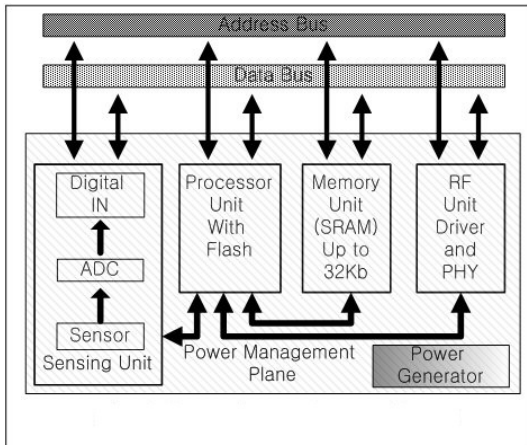 Address Bus
Data Bus
Digital
IN
ADC
Sensor
Sensing Unit
Processor
Unit
With
Flash
Memory
Unit
(SRAM)
Up to
32Kb
RF
Unit
Driver
and
PHY
Power Management
Plane
Power
Generator